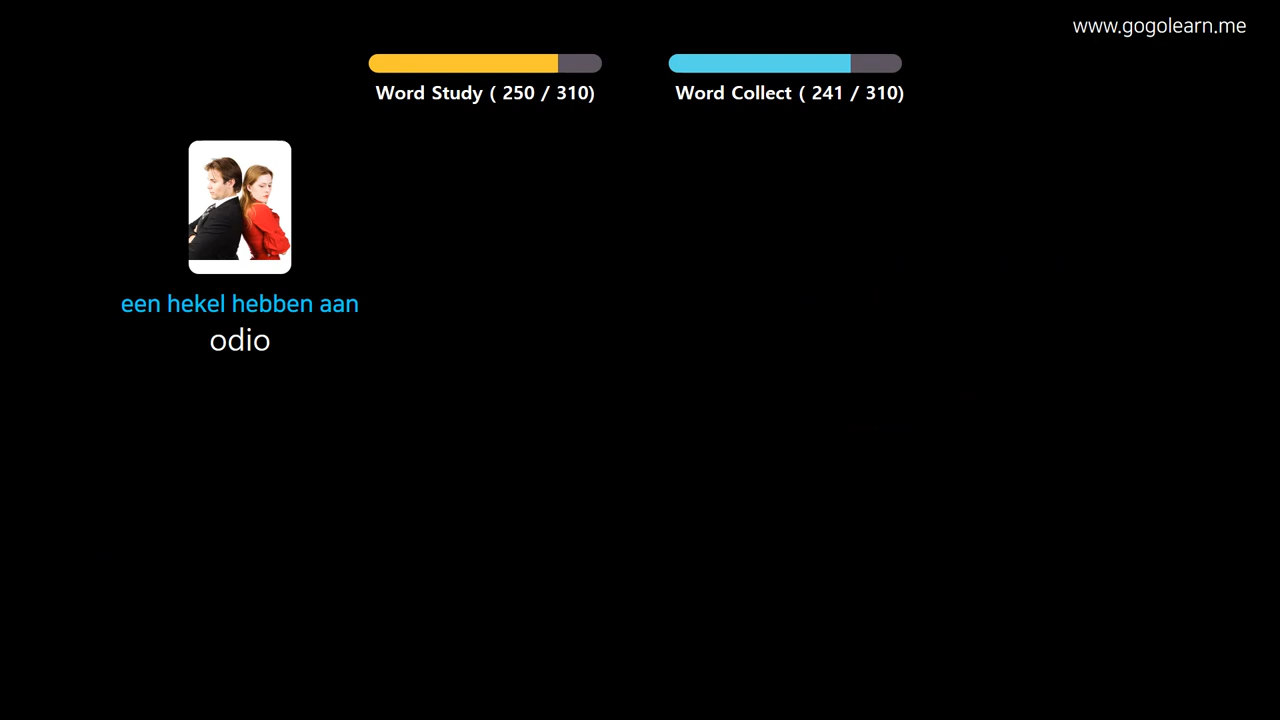 www.gogolearn.me
Word Study ( 250 / 310)
Word Collect ( 241 / 310)
een hekel hebben aan
odio